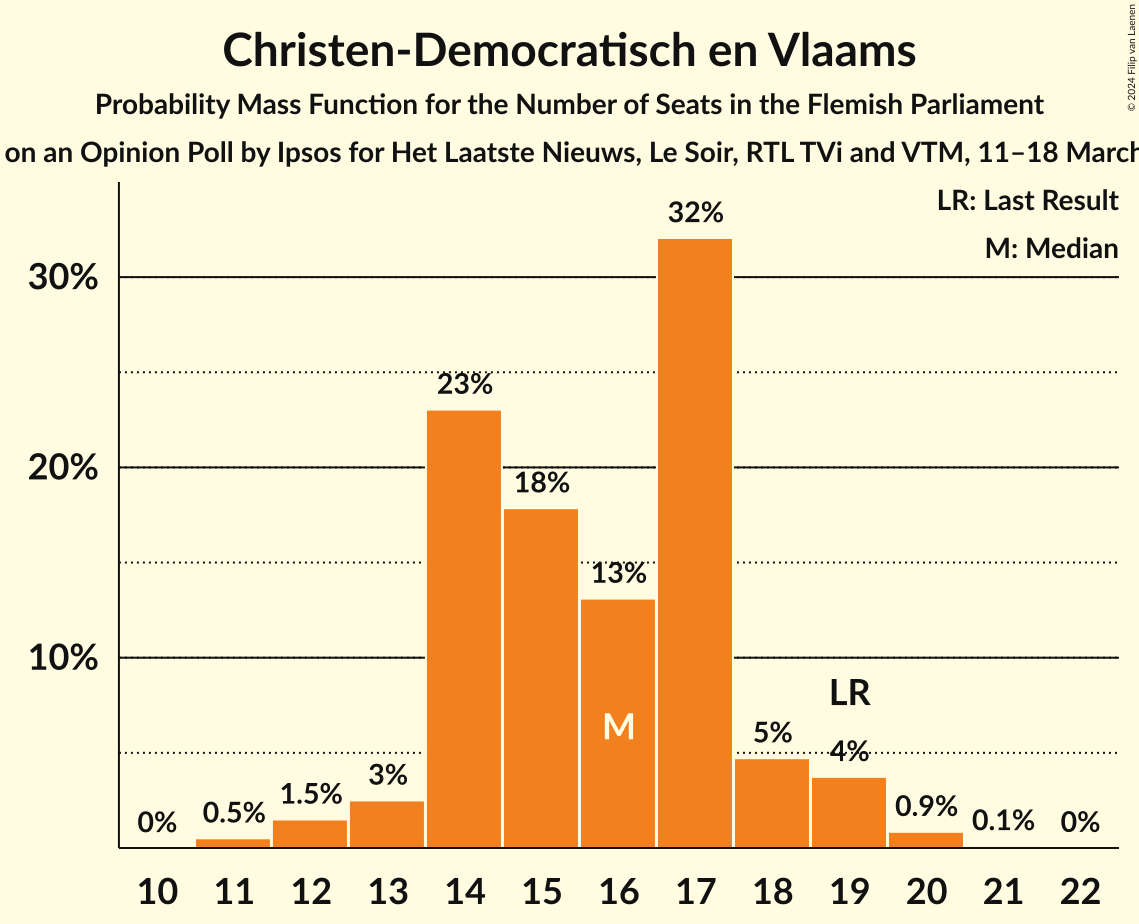 Christen-Democratisch en Vlaams
Probability Mass Function for the Number of Seats in the Flemish Parliament
on an Opinion Poll by Ipsos for Het Laatste Nieuws, Le Soir, RTL TVi and VTM, 11–18 March
© 2024 Filip van Laenen
LR: Last Result
M: Median
32%
30%
23%
20%
18%
13%
10%
LR
M
5%
4%
3%
1.5%
0.9%
0.5%
0.1%
0%
0%
10 11 12 13 14 15 16 17 18 19 20 21 22